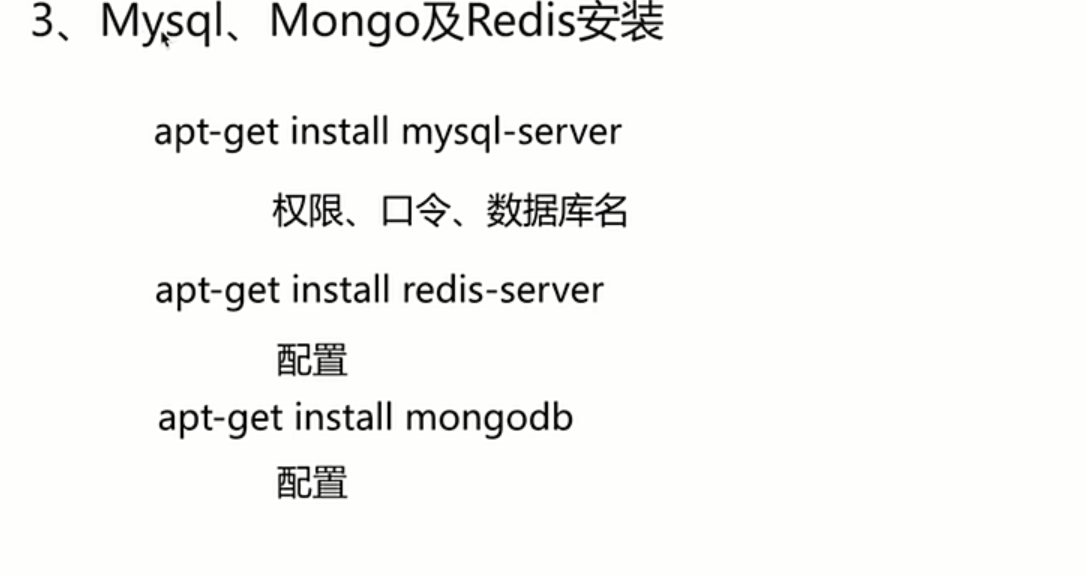 3、Mysql、Mongo及Redis安装
apt-get install mysql-server
权限、口令、数据库名
apt-get install redis-server
配置
apt-get install mongodb
配置